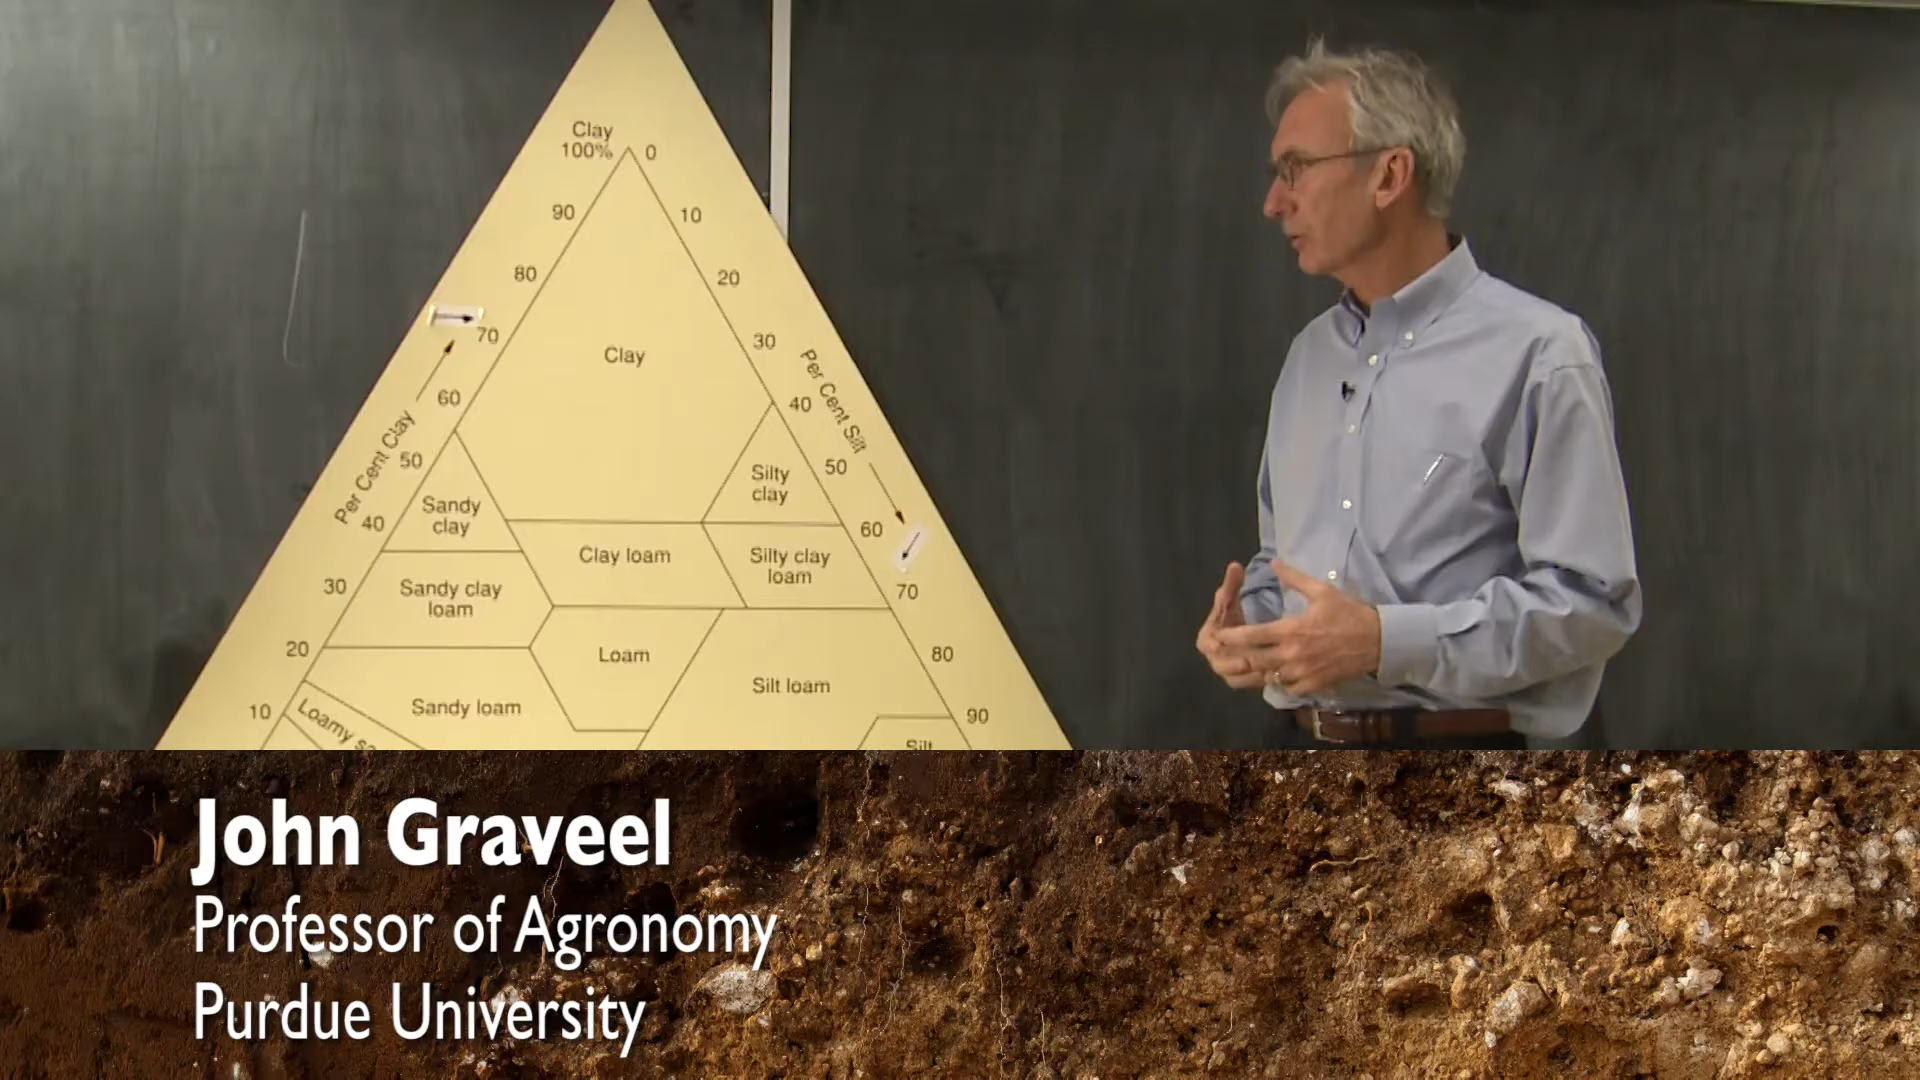 Clay
100%
0
90
10
80
20
70
30
Clay
60
40
Per Cent Clay
Per Cent Silt
50
50
Silty
clay
Sandy
clay
40
60
Clay loam
Silty clay
loam
30
70
Sandy clay
loam
20
80
Loam
Silt loam
10
90
Sandy loam
Loamy
Silt
John Graveel
Professor of Agronomy
Purdue University